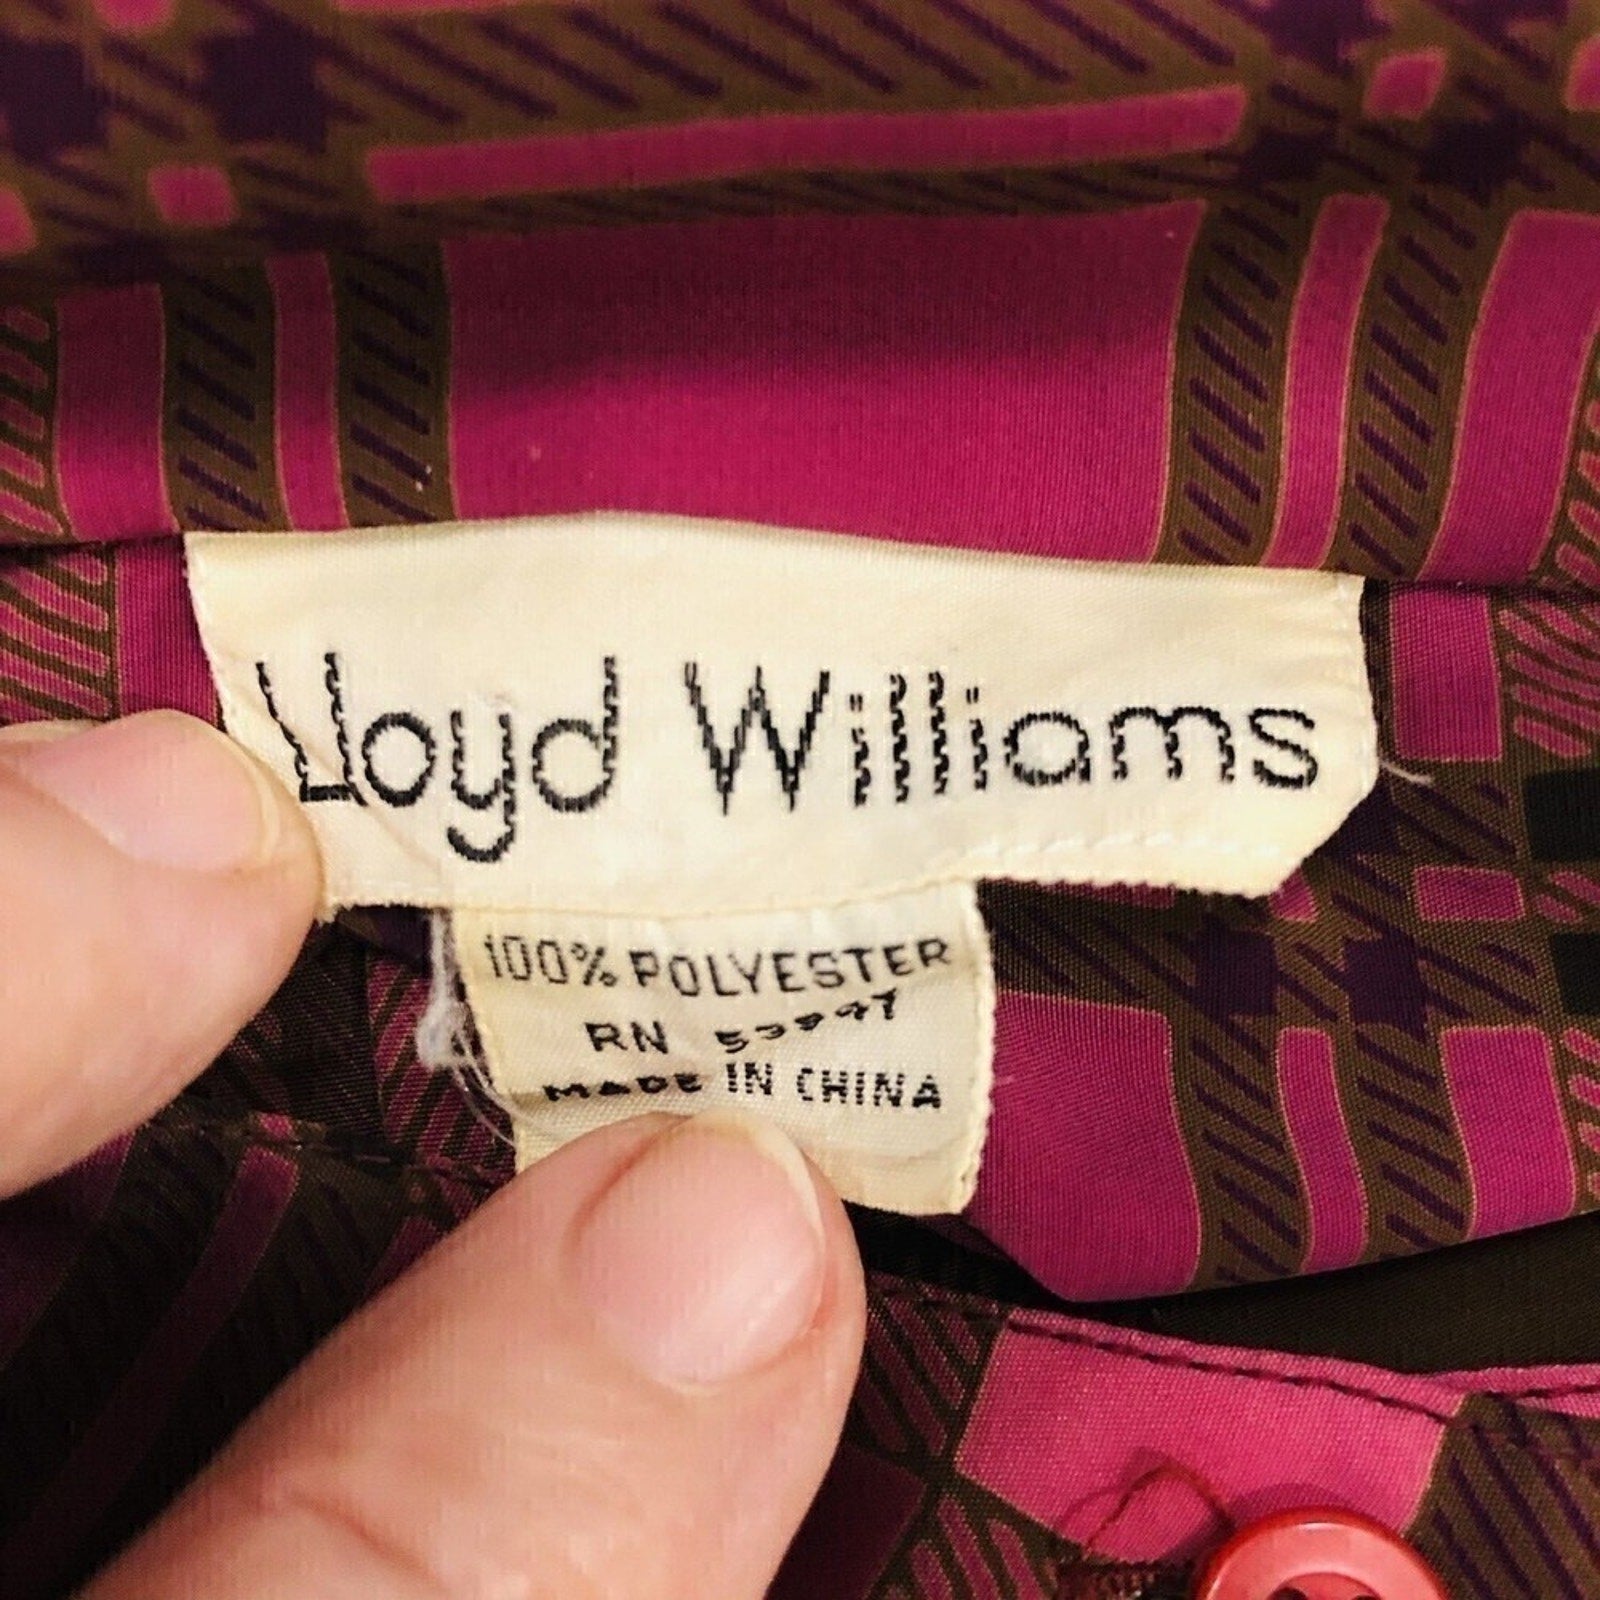 Lloyd Williams
100% POLYESTER
RN
MADE IN CHINA